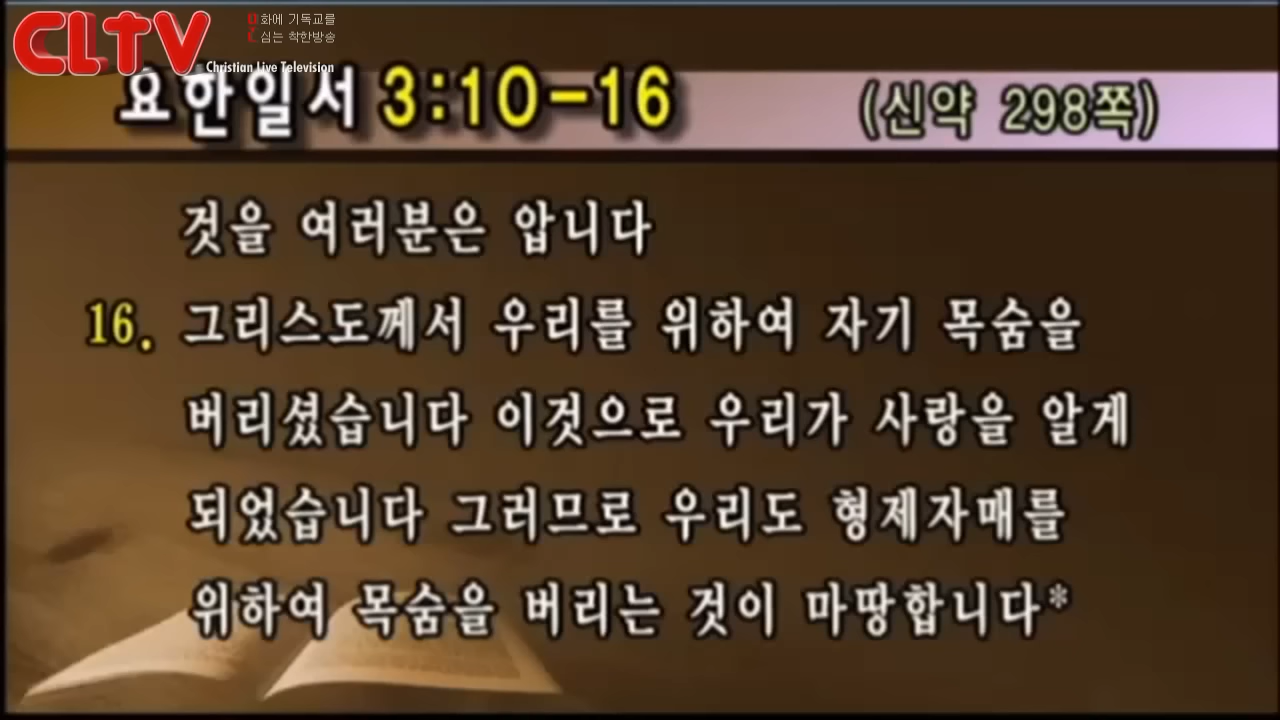 CLTV
문화에 기독교를
심는 착한방송
Christian Live Television
요한일서 3:10-16 (신약 298쪽)
것을 여러분은 압니다
16. 그리스도께서 우리를 위하여 자기 목숨을
버리셨습니다 이것으로 우리가 사랑을 알게
되었습니다 그러므로 우리도 형제자매를
위하여 목숨을 버리는 것이 마땅합니다*